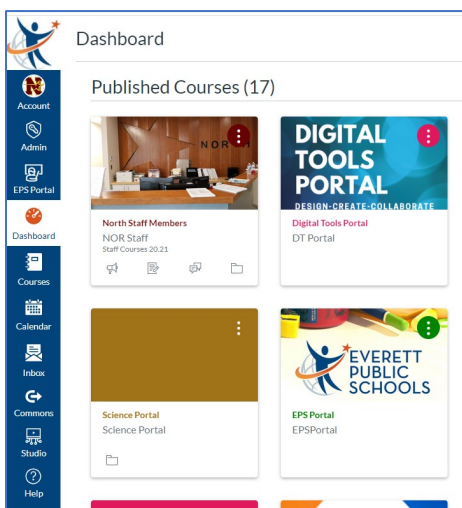 Dashboard
Account
Admin
EPS Portal
Dashboard
Courses
Calendar
Inbox
Commons
Studio
Help
Published Courses (17)
N
NOR
North Staff Members
NOR Staff
Staff Courses 20.21
DIGITAL
TOOLS
PORTAL
DESIGN-CREATE-COLLABORATE
Digital Tools Portal
DT Portal
Science Portal
Science Portal
EVERETT
PUBLIC
SCHOOLS
EPS Portal
EPSPortal